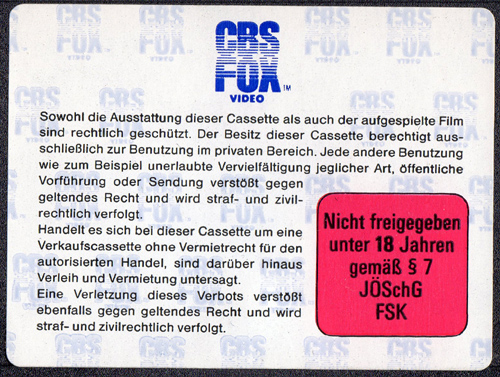 CBS
FOX
TM
VIDEO
Sowohl die Ausstattung dieser Cassette als auch der aufgespielte Film
sind rechtlich geschützt. Der Besitz dieser Cassette berechtigt aus-
schließlich zur Benutzung im privaten Bereich. Jede andere Benutzung
wie zum Beispiel unerlaubte Vervielfältigung jeglicher Art, öffentliche
Vorführung oder Sendung verstößt gegen
geltendes Recht und wird straf- und zivil-
rechtlich verfolgt.
Handelt es sich bei dieser Cassette um eine
Verkaufscassette ohne Vermietrecht für den
autorisierten Handel, sind darüber hinaus
Verleih und Vermietung untersagt.
Eine Verletzung dieses Verbots verstößt
ebenfalls gegen geltendes Recht und wird
straf- und zivilrechtlich verfolgt.
Nicht freigegeben
unter 18 Jahren
gemäß § 7
JÖSchG
FSK